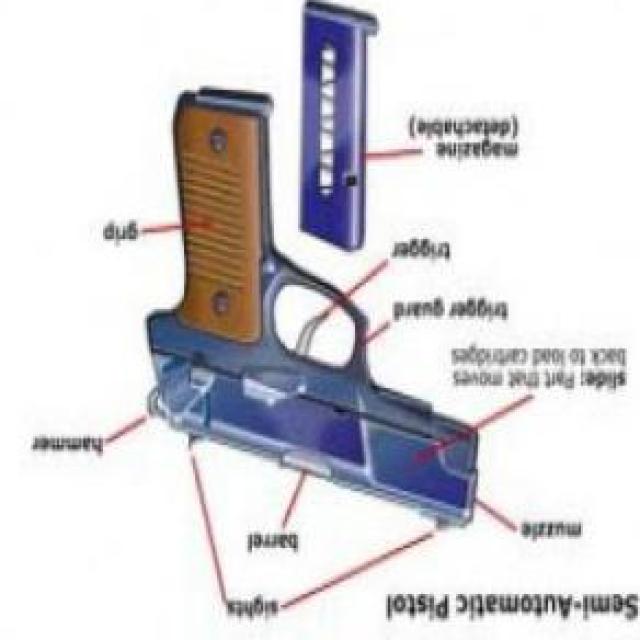 Semi-Automatic Pistol
sights
muzzle
barrel
hammer
slide: Part that moves
back to load cartridges
trigger guard
trigger
grip
magazine
(detachable)